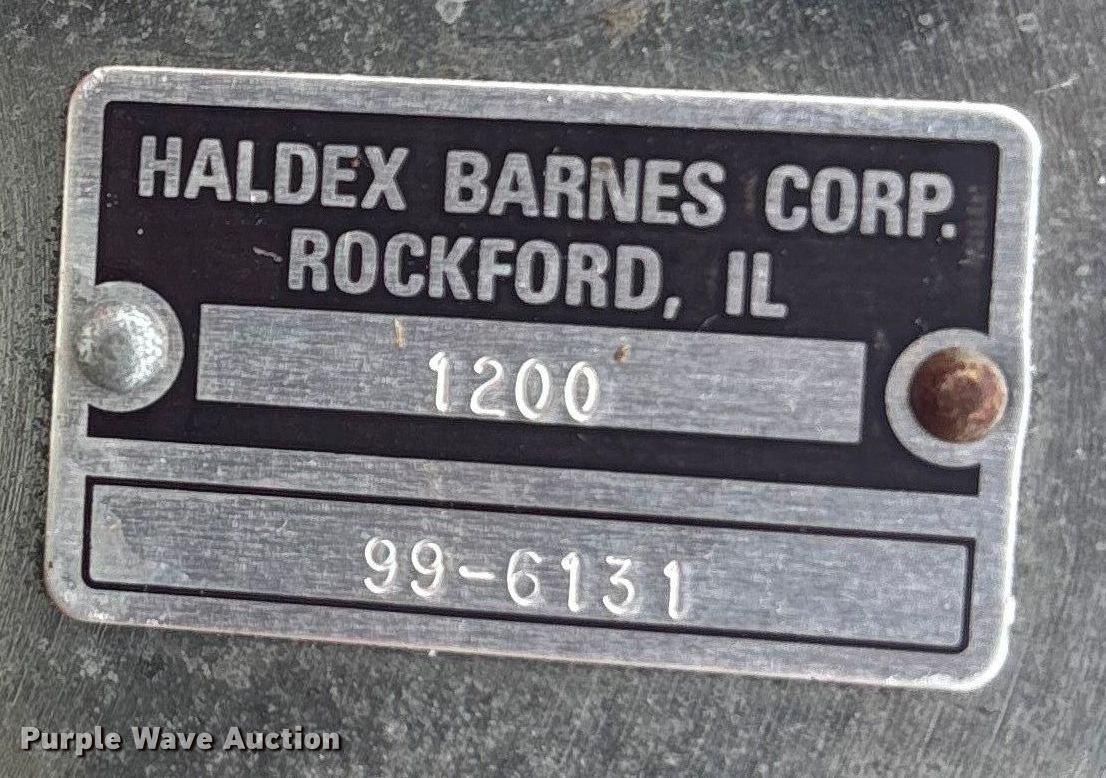 HALDEX BARNES CORP.
ROCKFORD, IL
1200
99-6131
Purple Wave Auction